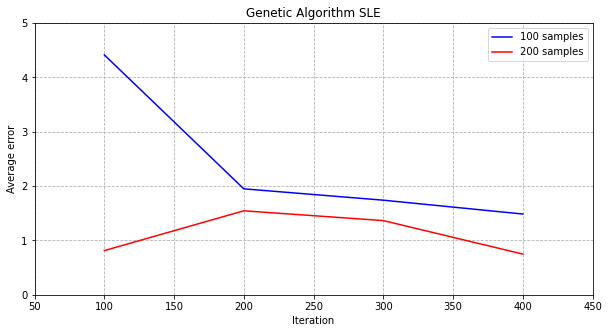 Genetic Algorithm SLE
100 samples
200 samples
Average error
5
4
3
2
1
0
50 100 150 200 250 300 350 400 450
Iteration